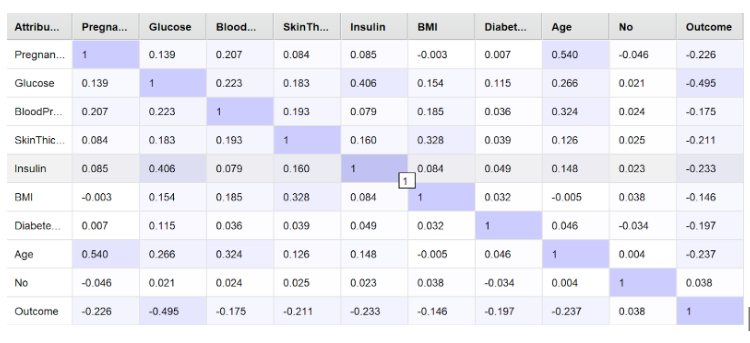 Attribu... Pregna... Glucose Blood... SkinTh... Insulin BMI Diabet... Age No Outcome
Pregnan... 1 0.139 0.207 0.084 0.085 -0.003 0.007 0.540 -0.046 -0.226
Glucose 0.139 1 0.223 0.183 0.406 0.154 0.115 0.266 0.021 -0.495
BloodPr... 0.207 0.223 1 0.193 0.079 0.185 0.036 0.324 0.024 -0.175
SkinThic... 0.084 0.183 0.193 1 0.160 0.328 0.039 0.126 0.025 -0.211
Insulin 0.085 0.406 0.079 0.160 1 0.084 0.049 0.148 0.023 -0.233
1
BMI -0.003 0.154 0.185 0.328 0.084 1 0.032 -0.005 0.038 -0.146
Diabete... 0.007 0.115 0.036 0.039 0.049 0.032 1 0.046 -0.034 -0.197
Age 0.540 0.266 0.324 0.126 0.148 -0.005 0.046 1 0.004 -0.237
No -0.046 0.021 0.024 0.025 0.023 0.038 -0.034 0.004 1 0.038
Outcome -0.226 -0.495 -0.175 -0.211 -0.233 -0.146 -0.197 -0.237 0.038 1